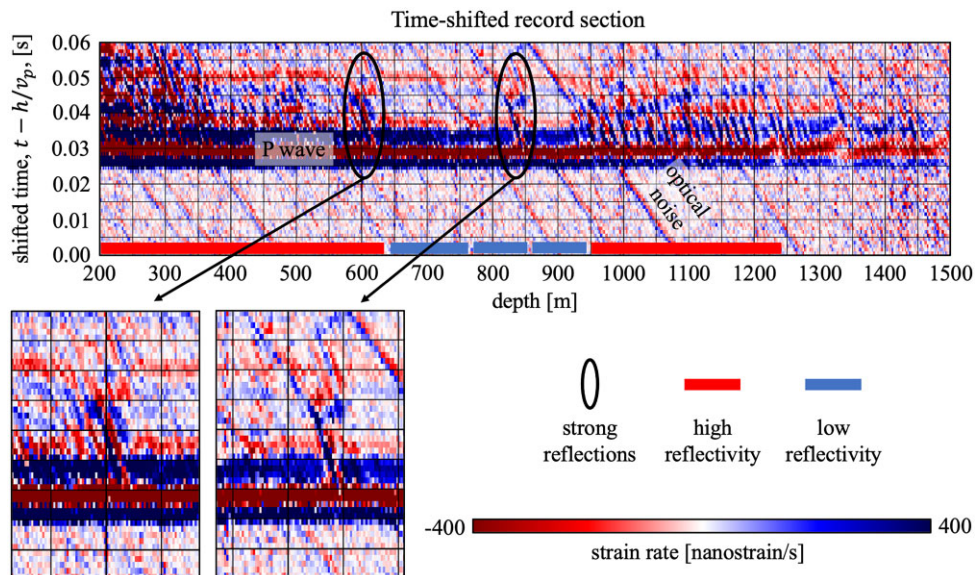 Time-shifted record section
shifted time, t − h/vₚ, [s]
0.06
0.05
0.04
0.03
0.02
0.01
0.00
P wave
optical noise
200 300 400 500 600 700 800 900 1000 1100 1200 1300 1400 1500
depth [m]
strong reflections
high reflectivity
low reflectivity
-400
400
strain rate [nanostrain/s]